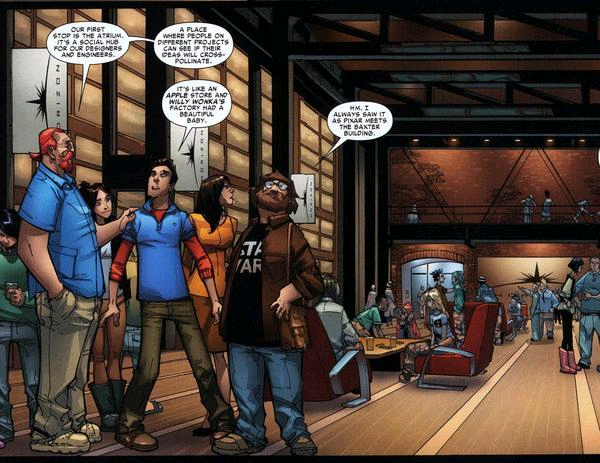 OUR FIRST
STOP IS THE ATRIUM.
IT'S A SOCIAL HUB
FOR OUR DESIGNERS
AND ENGINEERS.
A PLACE
WHERE PEOPLE ON
DIFFERENT PROJECTS
CAN SEE IF THEIR
IDEAS WILL CROSS-
POLLINATE.
IT'S LIKE AN
APPLE STORE AND
WILLY WONKA'S
FACTORY HAD A
BEAUTIFUL
BABY.
HM. I
ALWAYS SAW IT
AS PIXAR MEETS
THE BAXTER
BUILDING.
STA
WAR